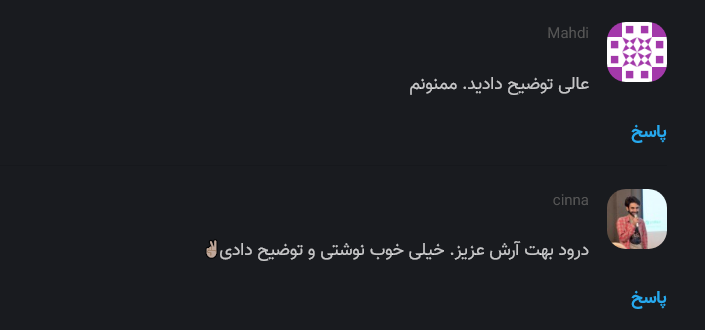 Mahdi
عالی توضیح دادید. ممنونم
پاسخ
cinna
درود بهت آرش عزیز. خیلی خوب نوشتی و توضیح دادی✌🏼
پاسخ